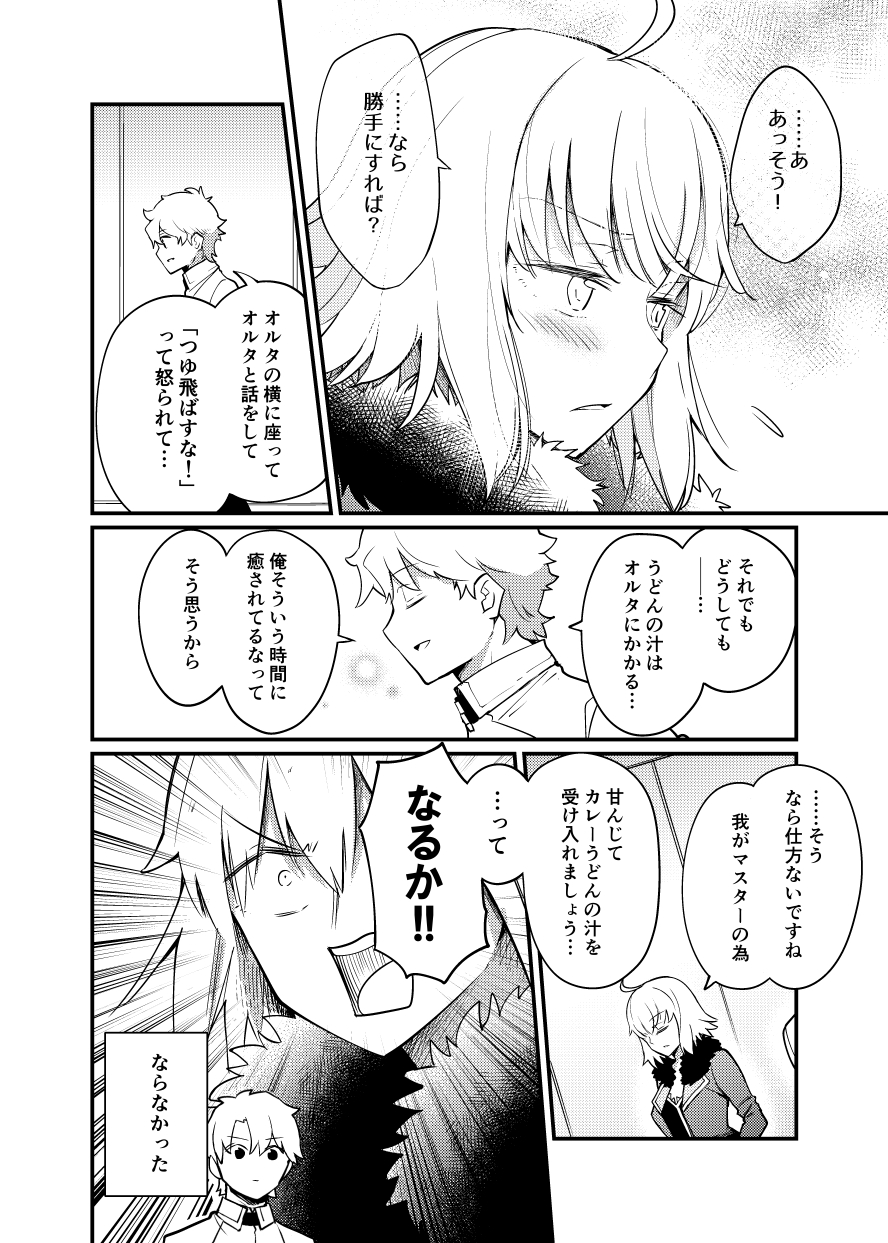 ……あ
あっそう！
……なら
勝手にすれば？
オルタの横に座って
オルタと話をして
「つゆ飛ばすな！」
って怒られて…
それでも
どうしても
――…
うどんの汁は
オルタにかかる…
俺そういう時間に
癒されてるなって
そう思うから
……そう
なら仕方ないですね
我がマスターの為
甘んじて
カレーうどんの汁を
受け入れましょう…
…って
なるか!!
ならなかった